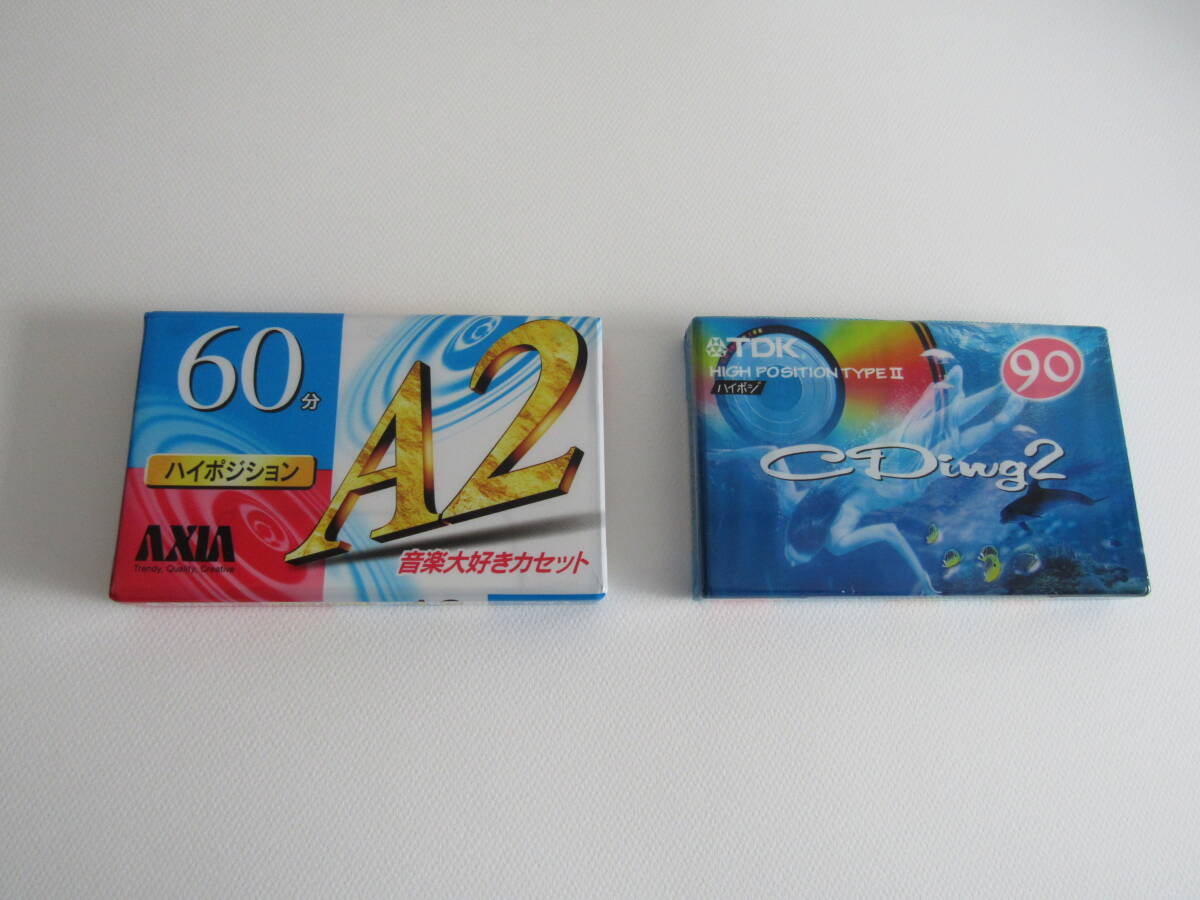 60分
ハイポジション
AXIA
Trendy, Quality, Creative
A2
音楽大好きカセット
TDK
HIGH POSITION TYPE II
ハイポジ
90
CDing2